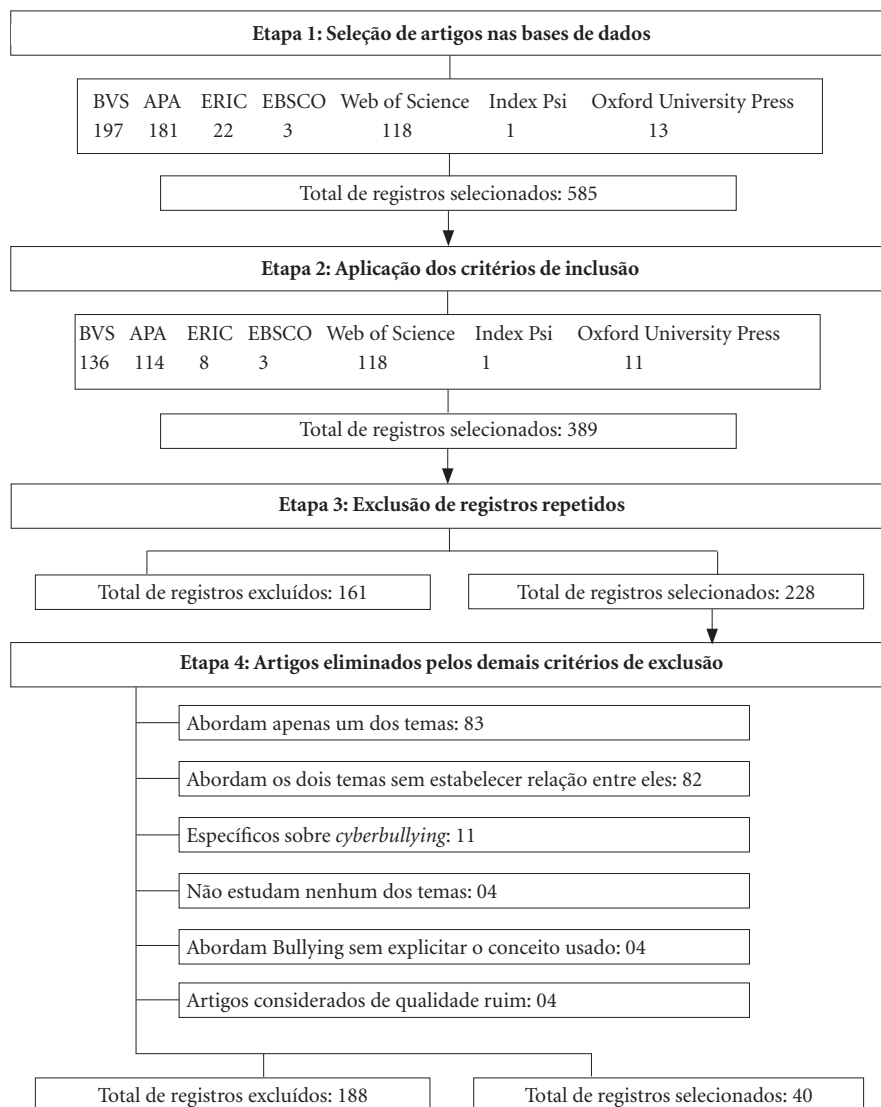 Etapa 1: Seleção de artigos nas bases de dados
BVS APA ERIC EBSCO Web of Science Index Psi Oxford University Press
197 181 22 3 118 1 13
Total de registros selecionados: 585
Etapa 2: Aplicação dos critérios de inclusão
BVS APA ERIC EBSCO Web of Science Index Psi Oxford University Press
136 114 8 3 118 1 11
Total de registros selecionados: 389
Etapa 3: Exclusão de registros repetidos
Total de registros excluídos: 161 Total de registros selecionados: 228
Etapa 4: Artigos eliminados pelos demais critérios de exclusão
Abordam apenas um dos temas: 83
Abordam os dois temas sem estabelecer relação entre eles: 82
Específicos sobre cyberbullying: 11
Não estudam nenhum dos temas: 04
Abordam Bullying sem explicitar o conceito usado: 04
Artigos considerados de qualidade ruim: 04
Total de registros excluídos: 188 Total de registros selecionados: 40